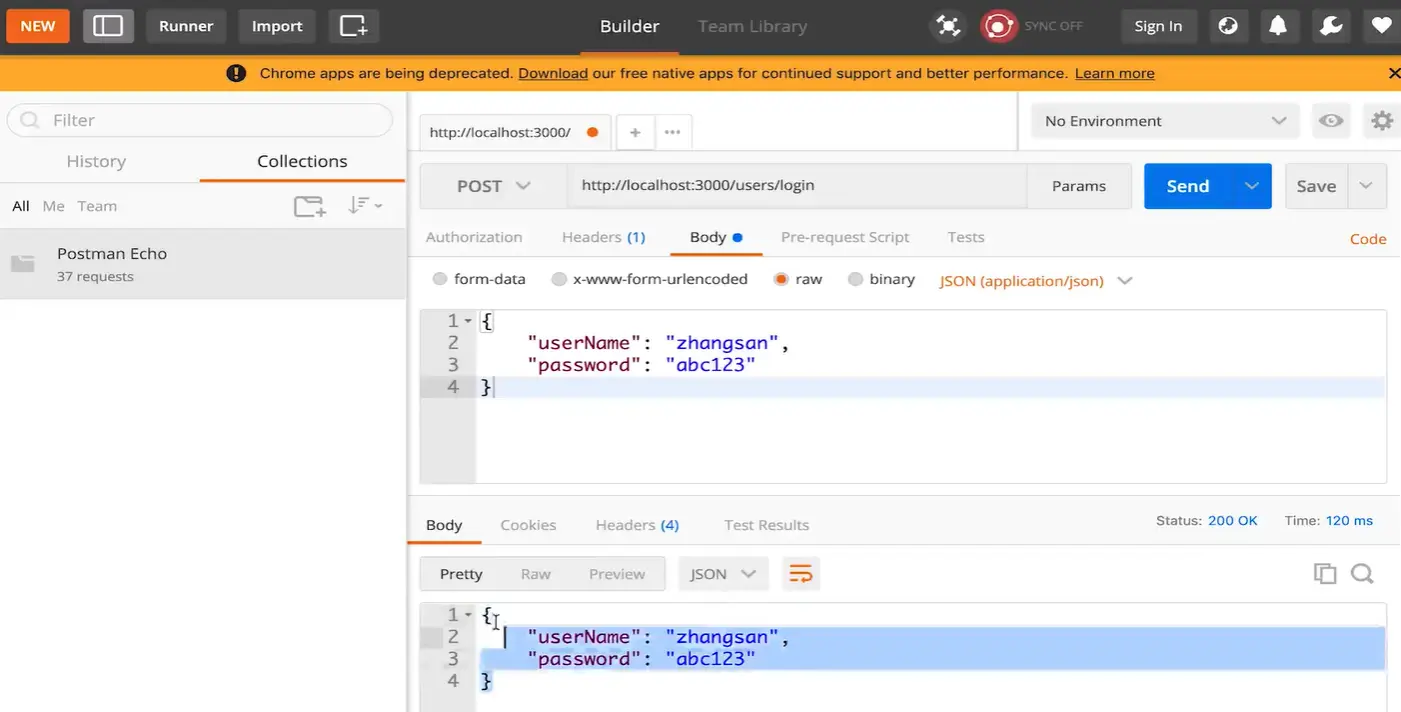 NEW Runner Import Builder Team Library SYNC OFF Sign In
Chrome apps are being deprecated. Download our free native apps for continued support and better performance. Learn more
Filter
History Collections
All Me Team
Postman Echo
37 requests
http://localhost:3000/ + ••• No Environment
POST http://localhost:3000/users/login Params Send Save
Authorization Headers (1) Body Pre-request Script Tests Code
form-data x-www-form-urlencoded raw binary JSON (application/json)
1 {
2 "userName": "zhangsan",
3 "password": "abc123"
4 }
Body Cookies Headers (4) Test Results Status: 200 OK Time: 120 ms
Pretty Raw Preview JSON
1 {
2 "userName": "zhangsan",
3 "password": "abc123"
4 }